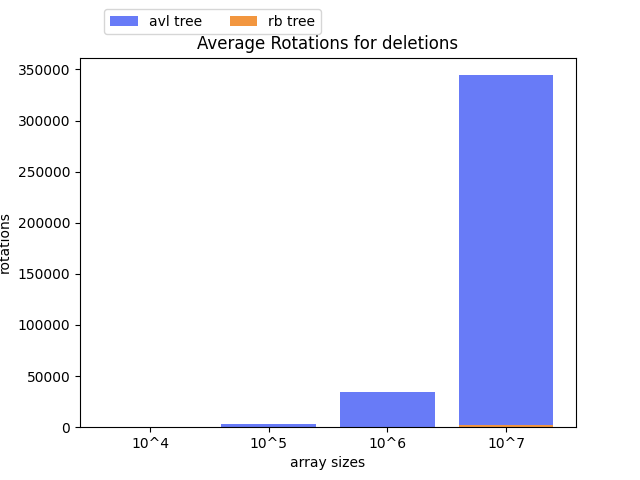 avl tree rb tree
Average Rotations for deletions
350000
300000
250000
200000
150000
100000
50000
0
rotations
10^4 10^5 10^6 10^7
array sizes